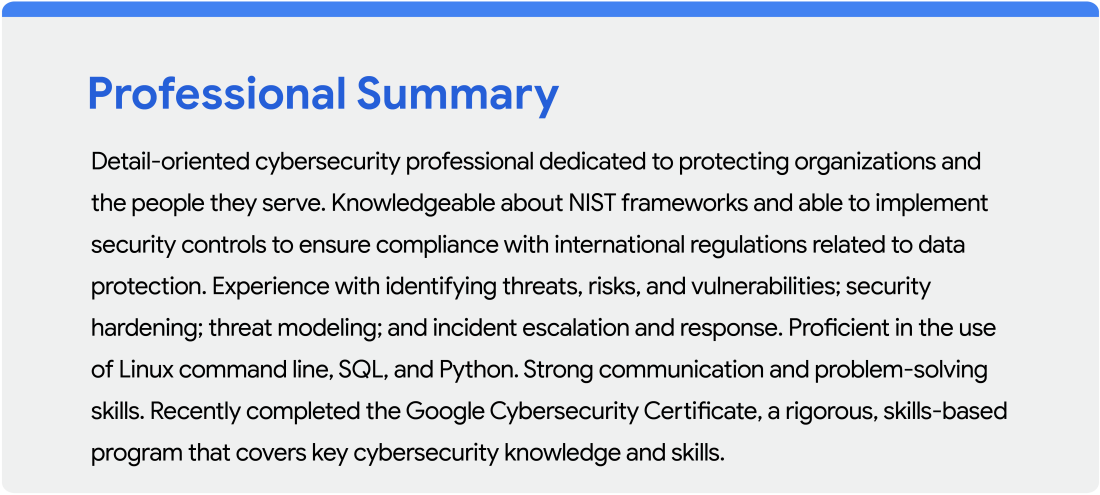 Professional Summary
Detail-oriented cybersecurity professional dedicated to protecting organizations and
the people they serve. Knowledgeable about NIST frameworks and able to implement
security controls to ensure compliance with international regulations related to data
protection. Experience with identifying threats, risks, and vulnerabilities; security
hardening; threat modeling; and incident escalation and response. Proficient in the use
of Linux command line, SQL, and Python. Strong communication and problem-solving
skills. Recently completed the Google Cybersecurity Certificate, a rigorous, skills-based
program that covers key cybersecurity knowledge and skills.